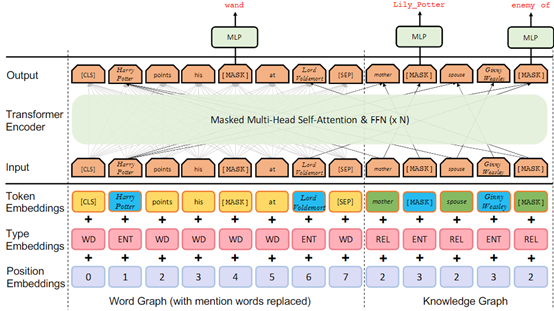 wand Lily_Potter enemy of
MLP MLP MLP
Output [CLS] Harry Potter points his [MASK] at Lord Voldemort [SEP] mother [MASK] spouse Ginny Weasley [MASK]
Transformer Encoder Masked Multi-Head Self-Attention & FFN (x N)
Input [CLS] Harry Potter points his [MASK] at Lord Voldemort [SEP] mother [MASK] spouse Ginny Weasley [MASK]
Token Embeddings [CLS] Harry Potter points his [MASK] at Lord Voldemort [SEP] mother [MASK] spouse Ginny Weasley [MASK]
+ + + + + + + + + + + + +
Type Embeddings WD ENT WD WD WD WD ENT WD REL ENT REL ENT REL
+ + + + + + + + + + + + +
Position Embeddings 0 1 2 3 4 5 6 7 2 3 2 3 2
Word Graph (with mention words replaced) Knowledge Graph